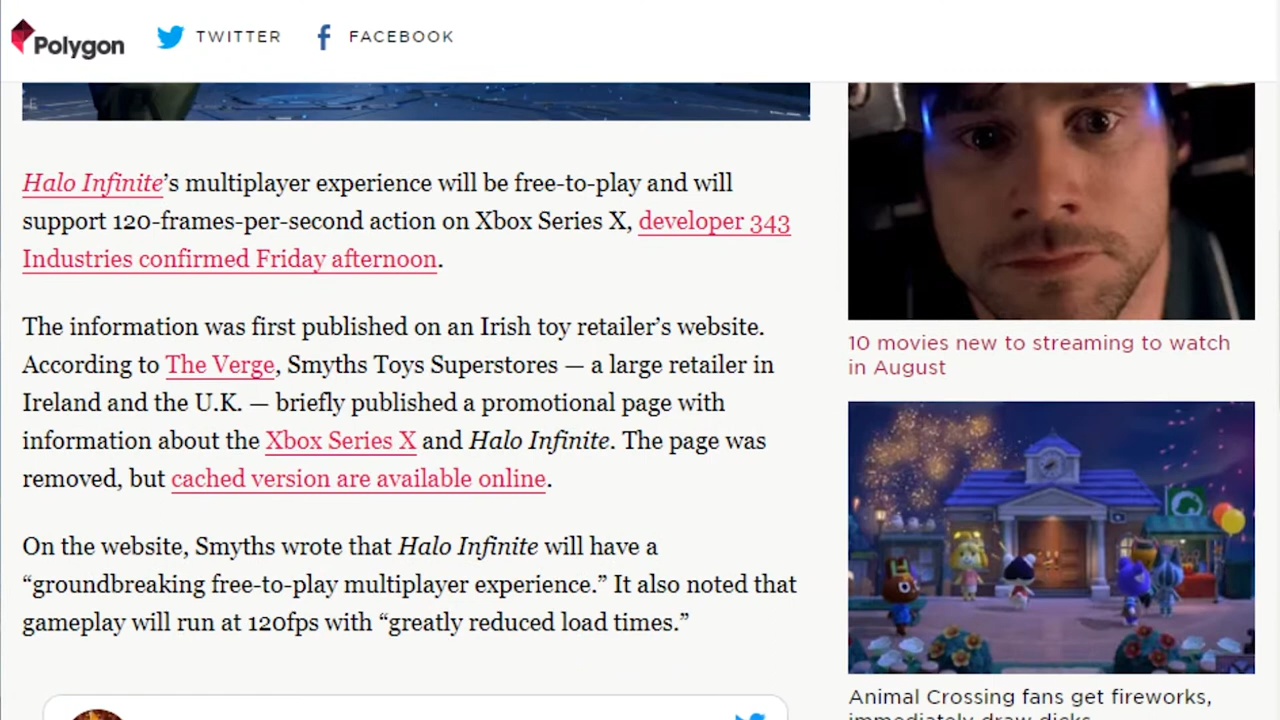 Polygon TWITTER FACEBOOK
Halo Infinite’s multiplayer experience will be free-to-play and will
support 120-frames-per-second action on Xbox Series X, developer 343
Industries confirmed Friday afternoon.
The information was first published on an Irish toy retailer’s website.
According to The Verge, Smyths Toys Superstores — a large retailer in
Ireland and the U.K. — briefly published a promotional page with
information about the Xbox Series X and Halo Infinite. The page was
removed, but cached version are available online.
On the website, Smyths wrote that Halo Infinite will have a
“groundbreaking free-to-play multiplayer experience.” It also noted that
gameplay will run at 120fps with “greatly reduced load times.”
10 movies new to streaming to watch
in August
Animal Crossing fans get fireworks,
immediately draw dicks